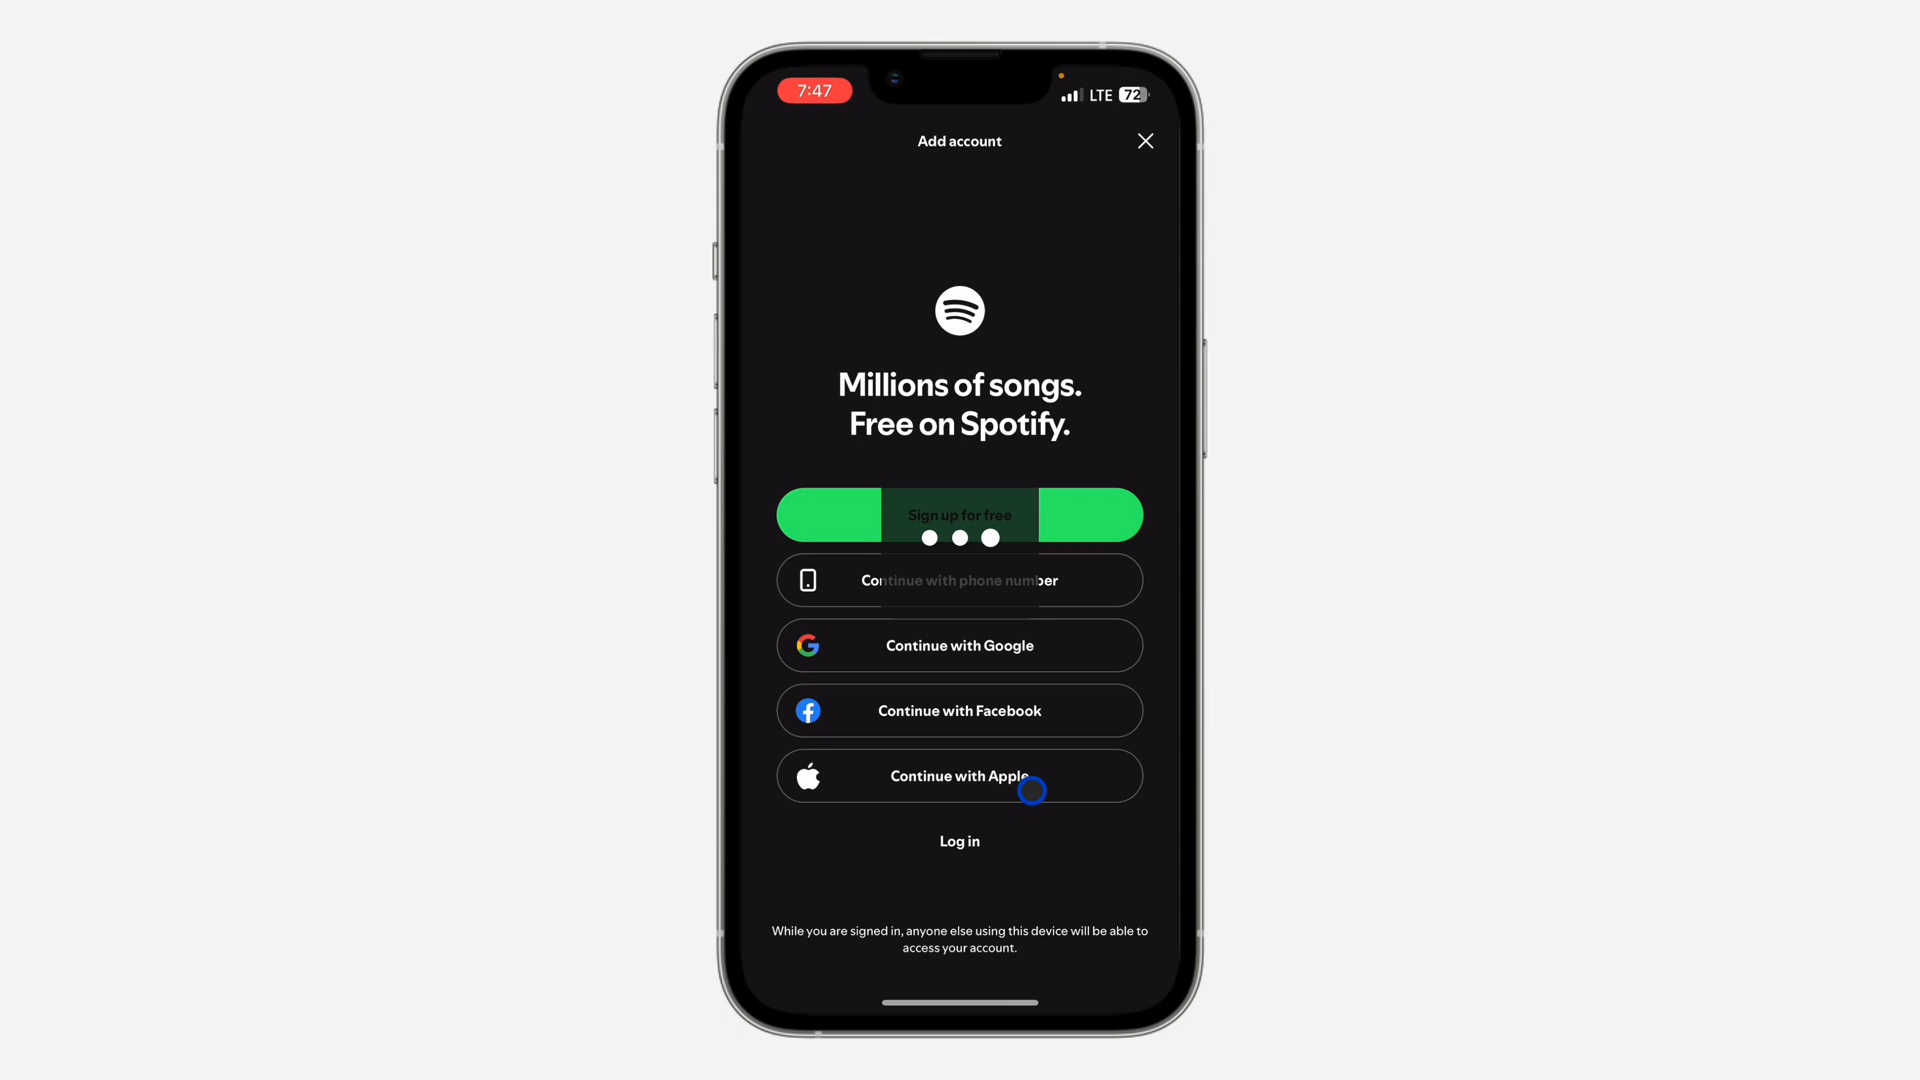 7:47
LTE 72
Add account
Millions of songs.
Free on Spotify.
Sign up for free
Continue with phone number
Continue with Google
Continue with Facebook
Continue with Apple
Log in
While you are signed in, anyone else using this device will be able to
access your account.